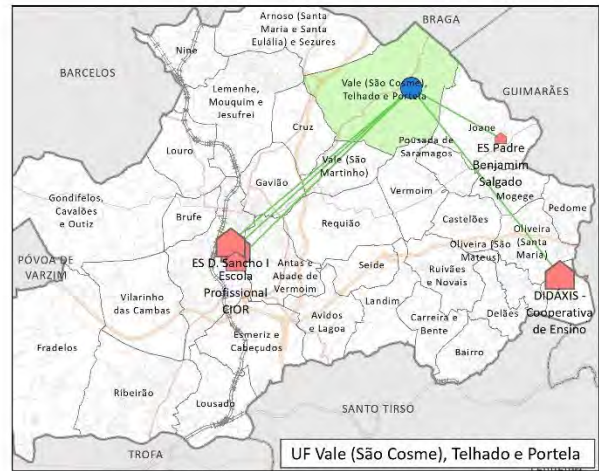 Arnoso (Santa
Maria e Santa
Eulália) e Sezures
BRAGA
Nine
BARCELOS
Lemenhe,
Mouquim e
Jesufrei
Vale (São Cosme),
Telhado e Portela
GUIMARÃES
Cruz
Joane
ES Padre
Benjamim
Salgado
Louro
Pousada de
Saramagos
Vale (São
Martinho)
Mogege
Gavião
Vermoim
Pedome
Gondifelos,
Cavalões
e Outiz
Brufe
Requião
Castelões
Oliveira
(Santa
Maria)
Oliveira (São
Mateus)
PÓVOA DE
VARZIM
ES D. Sancho I
Escola
Profissional
CIOR
Antas e
Abade de
Vermoim
Seide
Ruivães
e Novais
DIDÁXIS -
Cooperativa
de Ensino
Vilarinho
das Cambas
Landim
Delães
Avidos
e Lagoa
Carreira e
Bente
Esmeriz e
Cabeçudos
Fradelos
Bairro
Ribeirão
Lousado
SANTO TIRSO
TROFA
UF Vale (São Cosme), Telhado e Portela